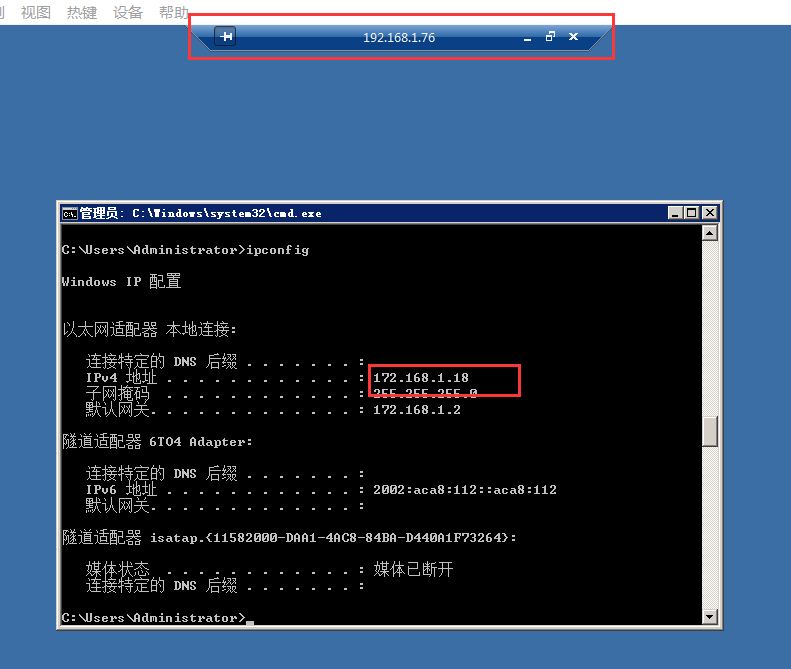 视图 热键 设备 帮助
192.168.1.76
管理员: C:\Windows\system32\cmd.exe
C:\Users\Administrator>ipconfig
Windows IP 配置
以太网适配器 本地连接:
连接特定的 DNS 后缀 . . . . . . . :
IPv4 地址 . . . . . . . . . . . . : 172.168.1.18
子网掩码 . . . . . . . . . . . . : 255.255.255.0
默认网关. . . . . . . . . . . . . : 172.168.1.2
隧道适配器 6TO4 Adapter:
连接特定的 DNS 后缀 . . . . . . . :
IPv6 地址 . . . . . . . . . . . . : 2002:aca8:112::aca8:112
默认网关. . . . . . . . . . . . . :
隧道适配器 isatap.{11582000-DAA1-4AC8-84BA-D440A1F73264}:
媒体状态 . . . . . . . . . . . . : 媒体已断开
连接特定的 DNS 后缀 . . . . . . . :
C:\Users\Administrator>